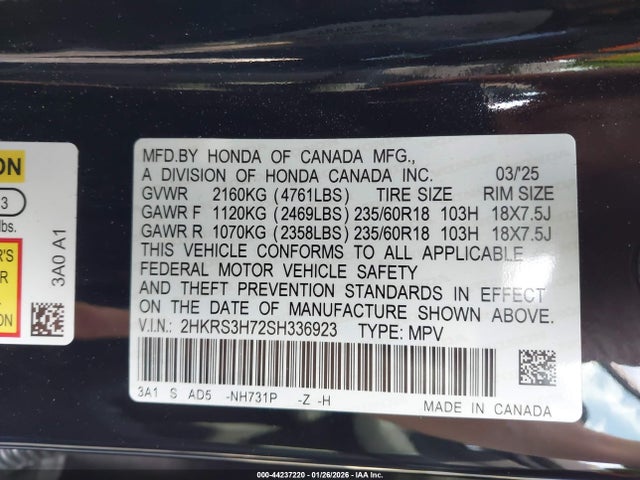 ON
3
lbs.
'S
ER
S
3A0 A1
MFD.BY HONDA OF CANADA MFG.,
A DIVISION OF HONDA CANADA INC. 03/'25
GVWR 2160KG (4761LBS) TIRE SIZE RIM SIZE
GAWR F 1120KG (2469LBS) 235/60R18 103H 18X7.5J
GAWR R 1070KG (2358LBS) 235/60R18 103H 18X7.5J
THIS VEHICLE CONFORMS TO ALL APPLICABLE
FEDERAL MOTOR VEHICLE SAFETY
AND THEFT PREVENTION STANDARDS IN EFFECT
ON THE DATE OF MANUFACTURE SHOWN ABOVE.
V.I.N.: 2HKRS3H72SH336923 TYPE: MPV
3A1 S AD5 -NH731P -Z -H
MADE IN CANADA
000-44237220 - 01/26/2026 - IAA Inc.